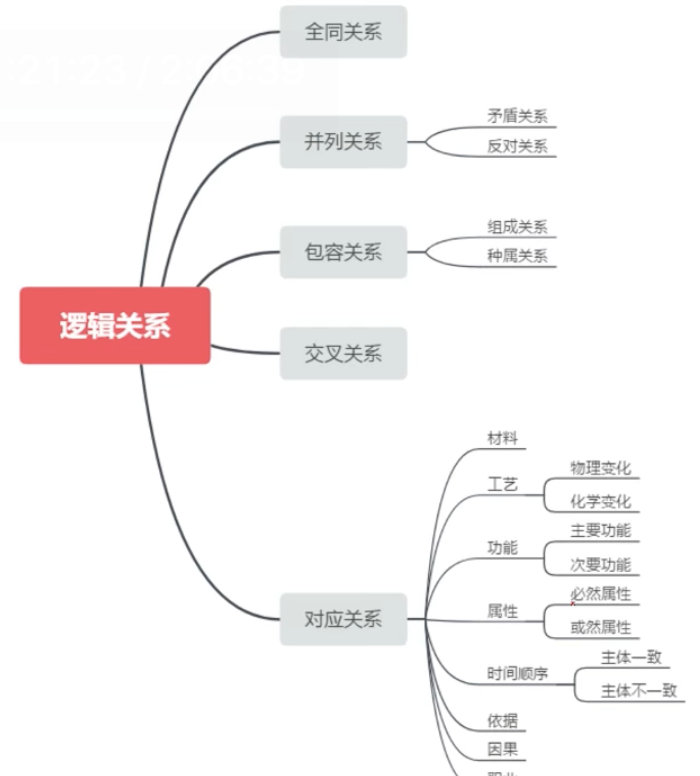 全同关系
并列关系
矛盾关系
反对关系
包容关系
组成关系
种属关系
逻辑关系
交叉关系
对应关系
材料
工艺
物理变化
化学变化
功能
主要功能
次要功能
属性
必然属性
或然属性
时间顺序
主体一致
主体不一致
依据
因果